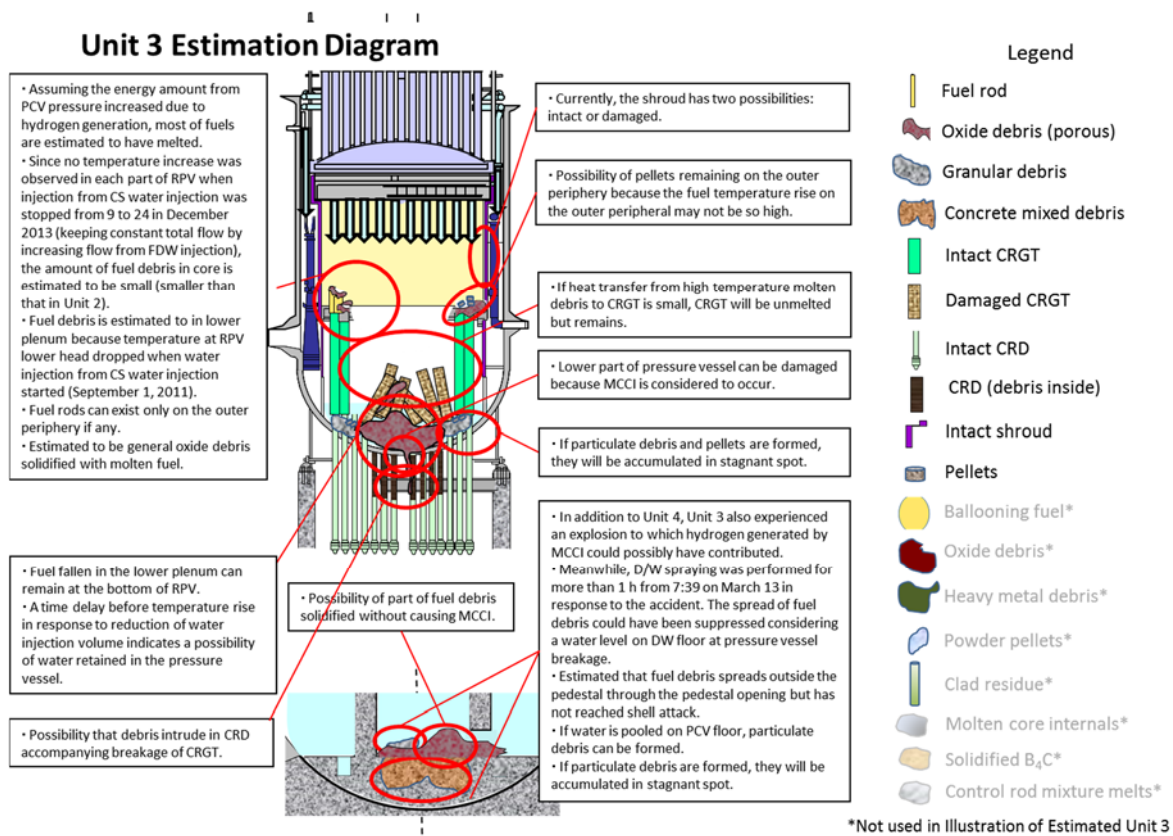 Unit 3 Estimation Diagram
・Assuming the energy amount from
PCV pressure increased due to
hydrogen generation, most of fuels
are estimated to have melted.
・Since no temperature increase was
observed in each part of RPV when
injection from CS water injection was
stopped from 9 to 24 in December
2013 (keeping constant total flow by
increasing flow from FDW injection),
the amount of fuel debris in core is
estimated to be small (smaller than
that in Unit 2).
・Fuel debris is estimated to in lower
plenum because temperature at RPV
lower head dropped when water
injection from CS water injection
started (September 1, 2011).
・Fuel rods can exist only on the outer
periphery if any.
・Estimated to be general oxide debris
solidified with molten fuel.
・Fuel fallen in the lower plenum can
remain at the bottom of RPV.
・A time delay before temperature rise
in response to reduction of water
injection volume indicates a possibility
of water retained in the pressure
vessel.
・Possibility that debris intrude in CRD
accompanying breakage of CRGT.
・Possibility of part of fuel debris
solidified without causing MCCI.
・Currently, the shroud has two possibilities:
intact or damaged.
・Possibility of pellets remaining on the outer
periphery because the fuel temperature rise on
the outer peripheral may not be so high.
・If heat transfer from high temperature molten
debris to CRGT is small, CRGT will be unmelted
but remains.
・Lower part of pressure vessel can be damaged
because MCCI is considered to occur.
・If particulate debris and pellets are formed,
they will be accumulated in stagnant spot.
・In addition to Unit 4, Unit 3 also experienced
an explosion to which hydrogen generated by
MCCI could possibly have contributed.
・Meanwhile, D/W spraying was performed for
more than 1 h from 7:39 on March 13 in
response to the accident. The spread of fuel
debris could have been suppressed considering
a water level on DW floor at pressure vessel
breakage.
・Estimated that fuel debris spreads outside the
pedestal through the pedestal opening but has
not reached shell attack.
・If water is pooled on PCV floor, particulate
debris can be formed.
・If particulate debris are formed, they will be
accumulated in stagnant spot.
Legend
Fuel rod
Oxide debris (porous)
Granular debris
Concrete mixed debris
Intact CRGT
Damaged CRGT
Intact CRD
CRD (debris inside)
Intact shroud
Pellets
Ballooning fuel*
Oxide debris*
Heavy metal debris*
Powder pellets*
Clad residue*
Molten core internals*
Solidified B₄C*
Control rod mixture melts*
*Not used in Illustration of Estimated Unit 3